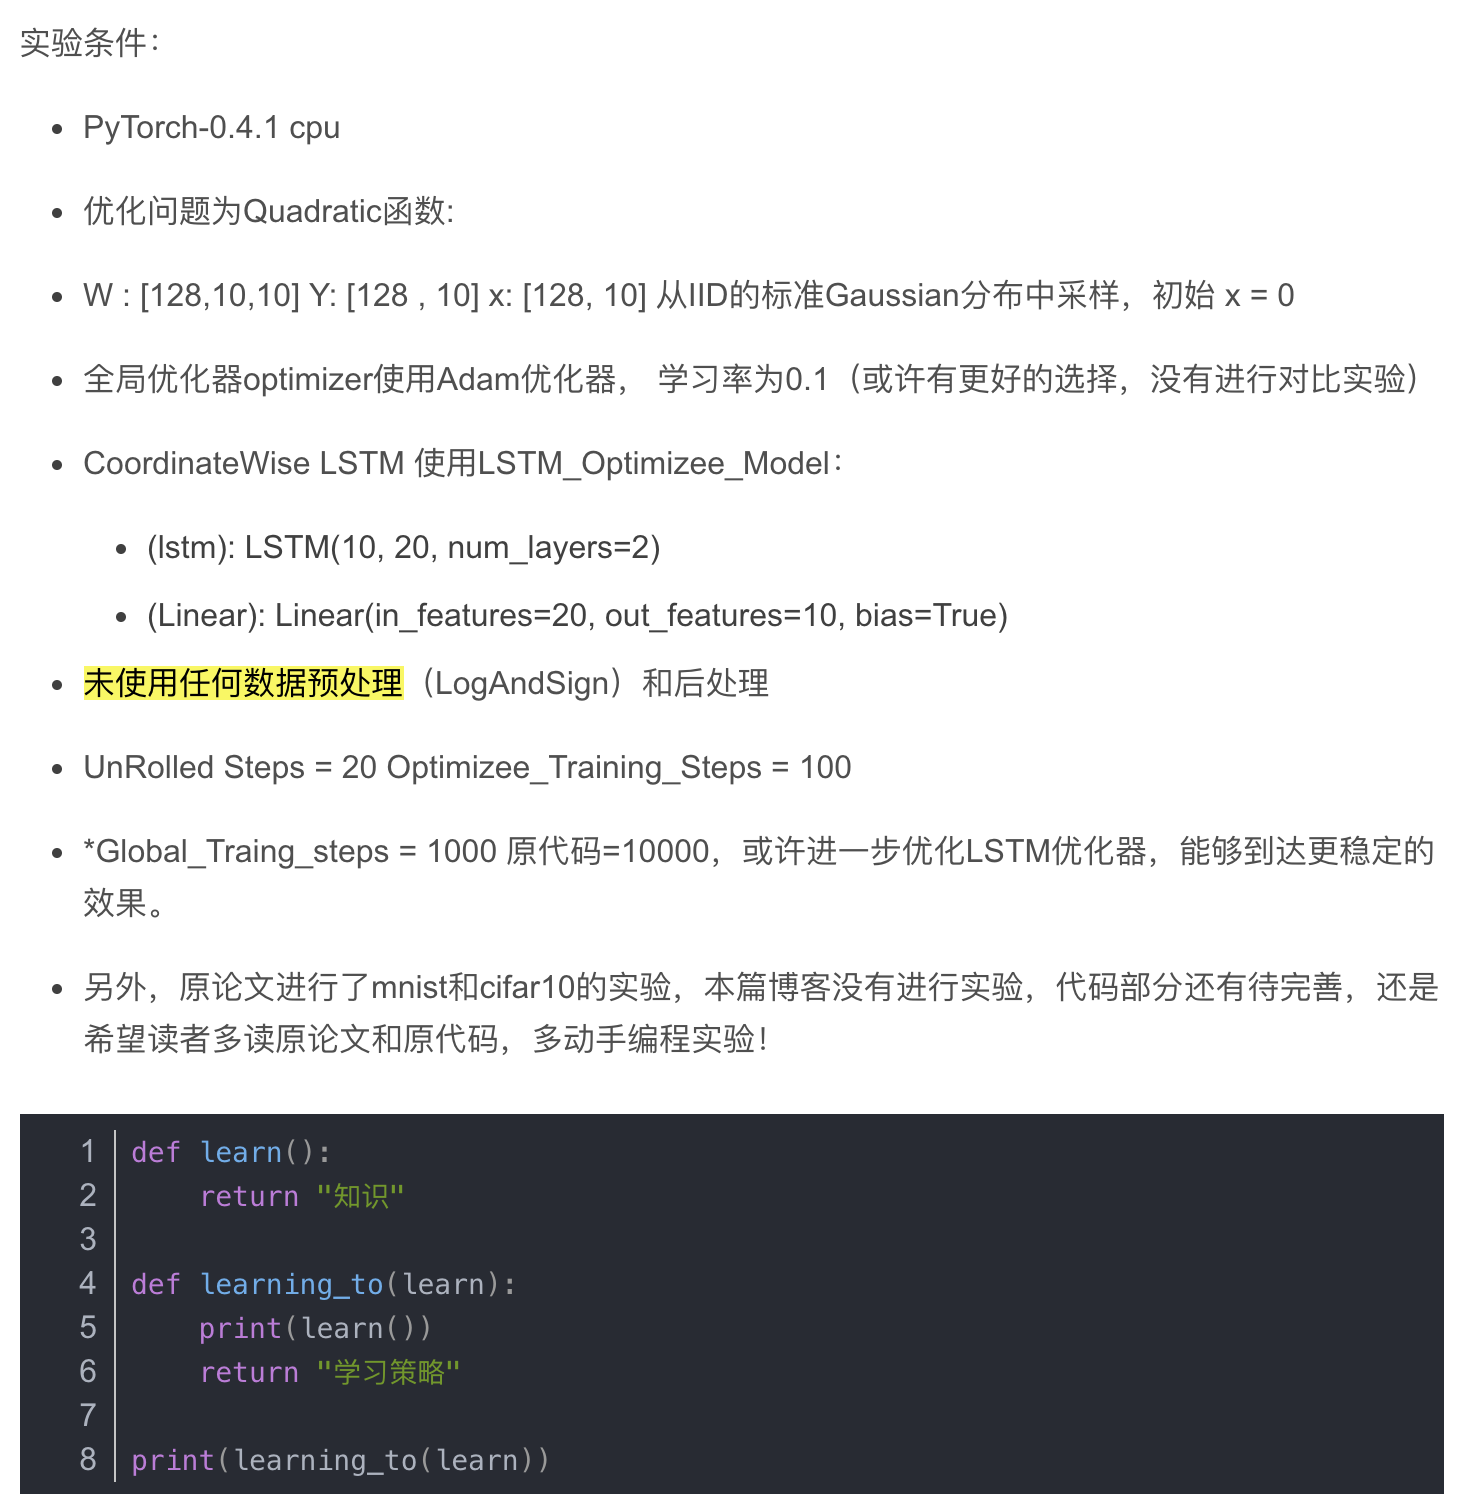 实验条件：
PyTorch-0.4.1 cpu
优化问题为Quadratic函数:
W : [128,10,10] Y: [128 , 10] x: [128, 10] 从IID的标准Gaussian分布中采样，初始 x = 0
全局优化器optimizer使用Adam优化器， 学习率为0.1（或许有更好的选择，没有进行对比实验）
CoordinateWise LSTM 使用LSTM_Optimizee_Model：
(lstm): LSTM(10, 20, num_layers=2)
(Linear): Linear(in_features=20, out_features=10, bias=True)
未使用任何数据预处理（LogAndSign）和后处理
UnRolled Steps = 20 Optimizee_Training_Steps = 100
*Global_Traing_steps = 1000 原代码=10000，或许进一步优化LSTM优化器，能够到达更稳定的
效果。
另外，原论文进行了mnist和cifar10的实验，本篇博客没有进行实验，代码部分还有待完善，还是
希望读者多读原论文和原代码，多动手编程实验！
1 def learn():
2     return "知识"
3
4 def learning_to(learn):
5     print(learn())
6     return "学习策略"
7
8 print(learning_to(learn))